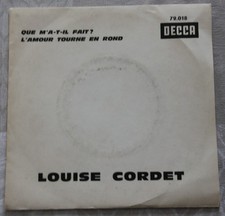 79.018
QUE M'A-T-IL FAIT?
DECCA
L'AMOUR TOURNE EN ROND
LOUISE CORDET